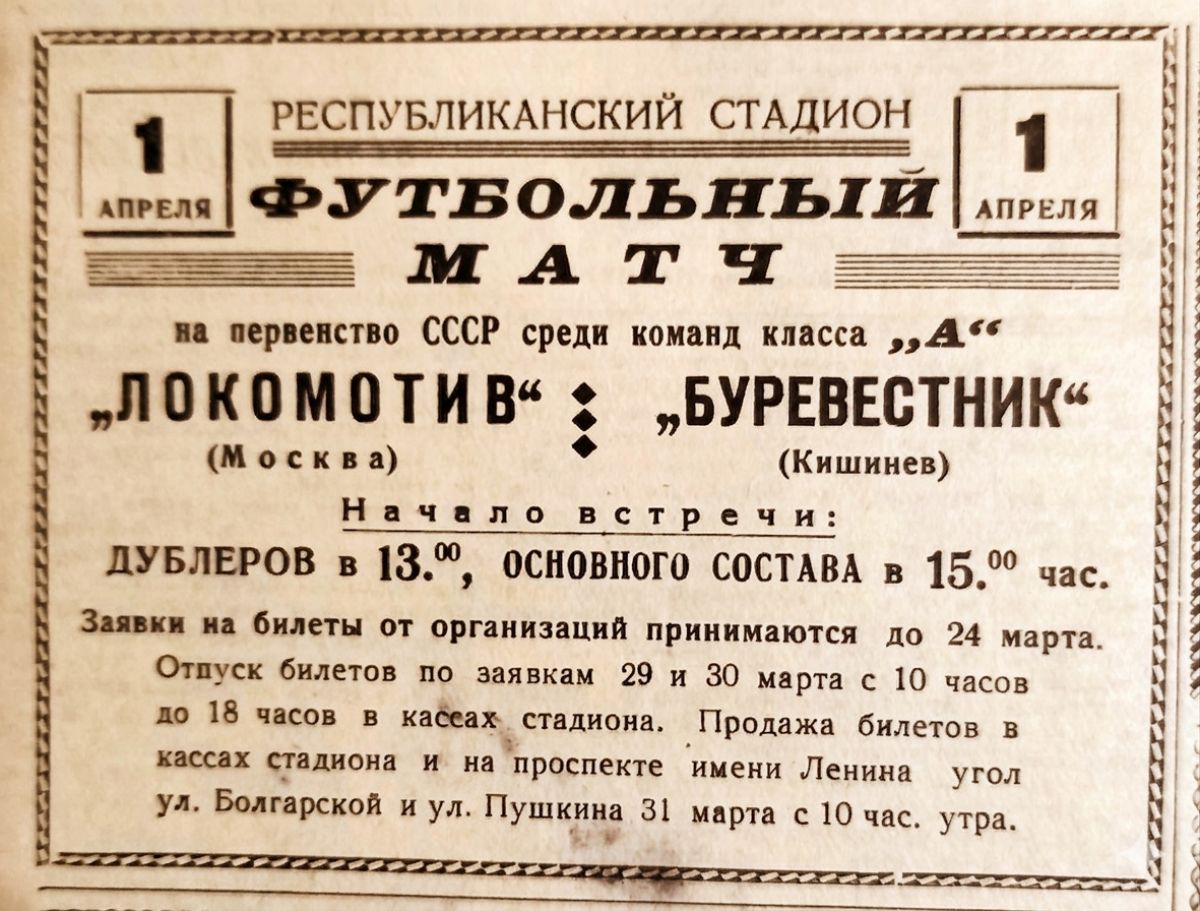 1
АПРЕЛЯ
РЕСПУБЛИКАНСКИЙ СТАДИОН
1
АПРЕЛЯ
ФУТБОЛЬНЫЙ
МАТЧ
на первенство СССР среди команд класса „А“
„ЛОКОМОТИВ“ : „БУРЕВЕСТНИК“
(Москва) (Кишинев)
Начало встречи:
ДУБЛЕРОВ в 13.00, ОСНОВНОГО СОСТАВА в 15.00 час.
Заявки на билеты от организаций принимаются до 24 марта.
Отпуск билетов по заявкам 29 и 30 марта с 10 часов
до 18 часов в кассах стадиона. Продажа билетов в
кассах стадиона и на проспекте имени Ленина угол
ул. Болгарской и ул. Пушкина 31 марта с 10 час. утра.